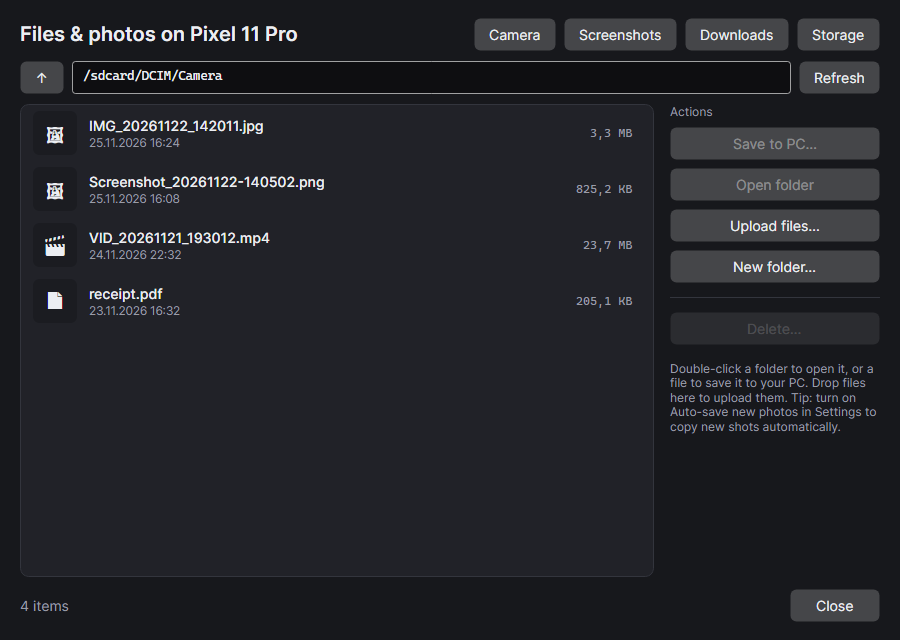 Files & photos on Pixel 11 Pro
Camera
Screenshots
Downloads
Storage
↑
/sdcard/DCIM/Camera
Refresh
IMG_20261122_142011.jpg
25.11.2026 16:24
3,3 MB
Screenshot_20261122-140502.png
25.11.2026 16:08
825,2 KB
VID_20261121_193012.mp4
24.11.2026 22:32
23,7 MB
receipt.pdf
23.11.2026 16:32
205,1 KB
Actions
Save to PC...
Open folder
Upload files...
New folder...
Delete...
Double-click a folder to open it, or a
file to save it to your PC. Drop files
here to upload them. Tip: turn on
Auto-save new photos in Settings to
copy new shots automatically.
4 items
Close